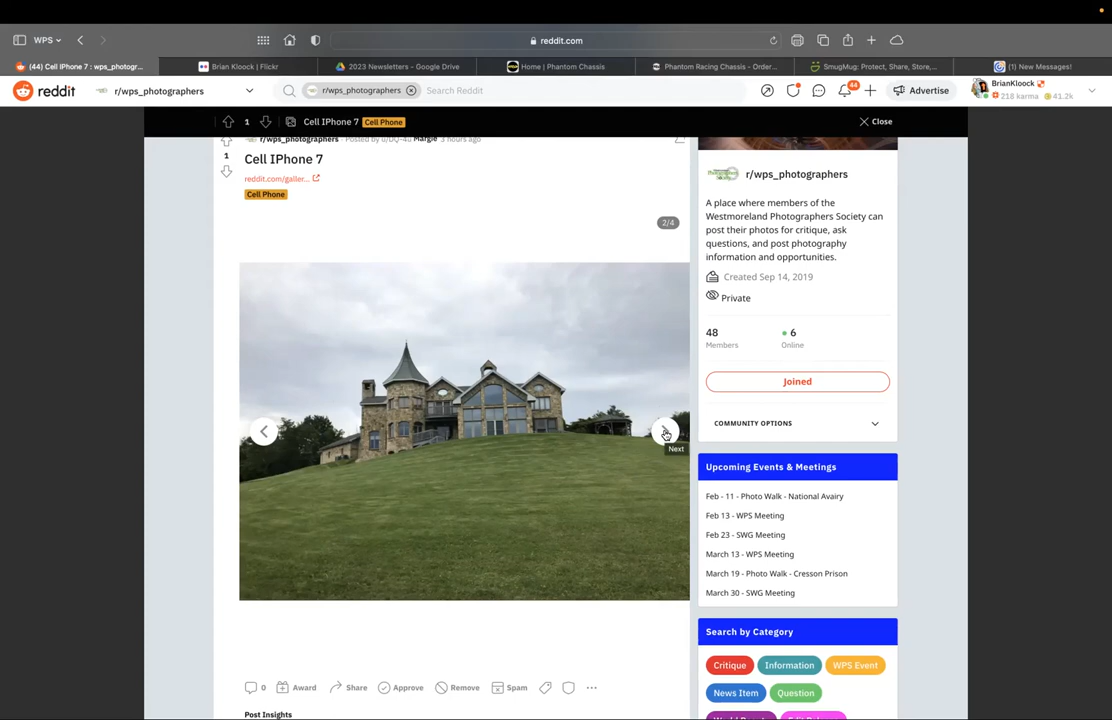 WPS
reddit.com
(44) Cell IPhone 7 : wps_photogr...
Brian Kloock | Flickr
2023 Newsletters - Google Drive
Home | Phantom Chassis
Phantom Racing Chassis - Order...
SmugMug: Protect, Share, Store,...
(1) New Messages!
reddit
r/wps_photographers
r/wps_photographers
Search Reddit
44
Advertise
BrianKloock
218 karma
41.2k
1
Cell IPhone 7
Cell Phone
Close
r/wps_photographers
Margie 3 hours ago
1
Cell IPhone 7
reddit.com/galler...
Cell Phone
2/4
Next
0
Award
Share
Approve
Remove
Spam
Post Insights
r/wps_photographers
A place where members of the
Westmoreland Photographers Society can
post their photos for critique, ask
questions, and post photography
information and opportunities.
Created Sep 14, 2019
Private
48
Members
6
Online
Joined
COMMUNITY OPTIONS
Upcoming Events & Meetings
Feb - 11 - Photo Walk - National Avairy
Feb 13 - WPS Meeting
Feb 23 - SWG Meeting
March 13 - WPS Meeting
March 19 - Photo Walk - Cresson Prison
March 30 - SWG Meeting
Search by Category
Critique
Information
WPS Event
News Item
Question